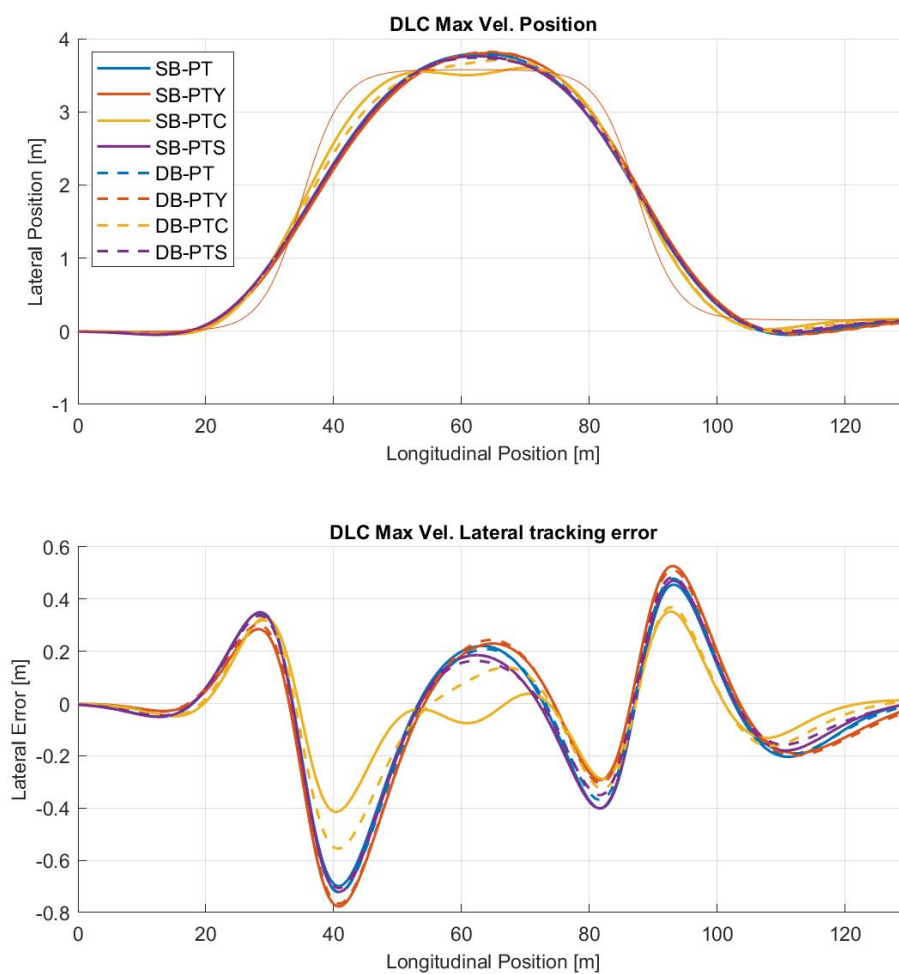 DLC Max Vel. Position
4
3
2
1
0
-1
Lateral Position [m]
SB-PT
SB-PTY
SB-PTC
SB-PTS
DB-PT
DB-PTY
DB-PTC
DB-PTS
0 20 40 60 80 100 120
Longitudinal Position [m]
DLC Max Vel. Lateral tracking error
0.6
0.4
0.2
0
-0.2
-0.4
-0.6
-0.8
Lateral Error [m]
0 20 40 60 80 100 120
Longitudinal Position [m]